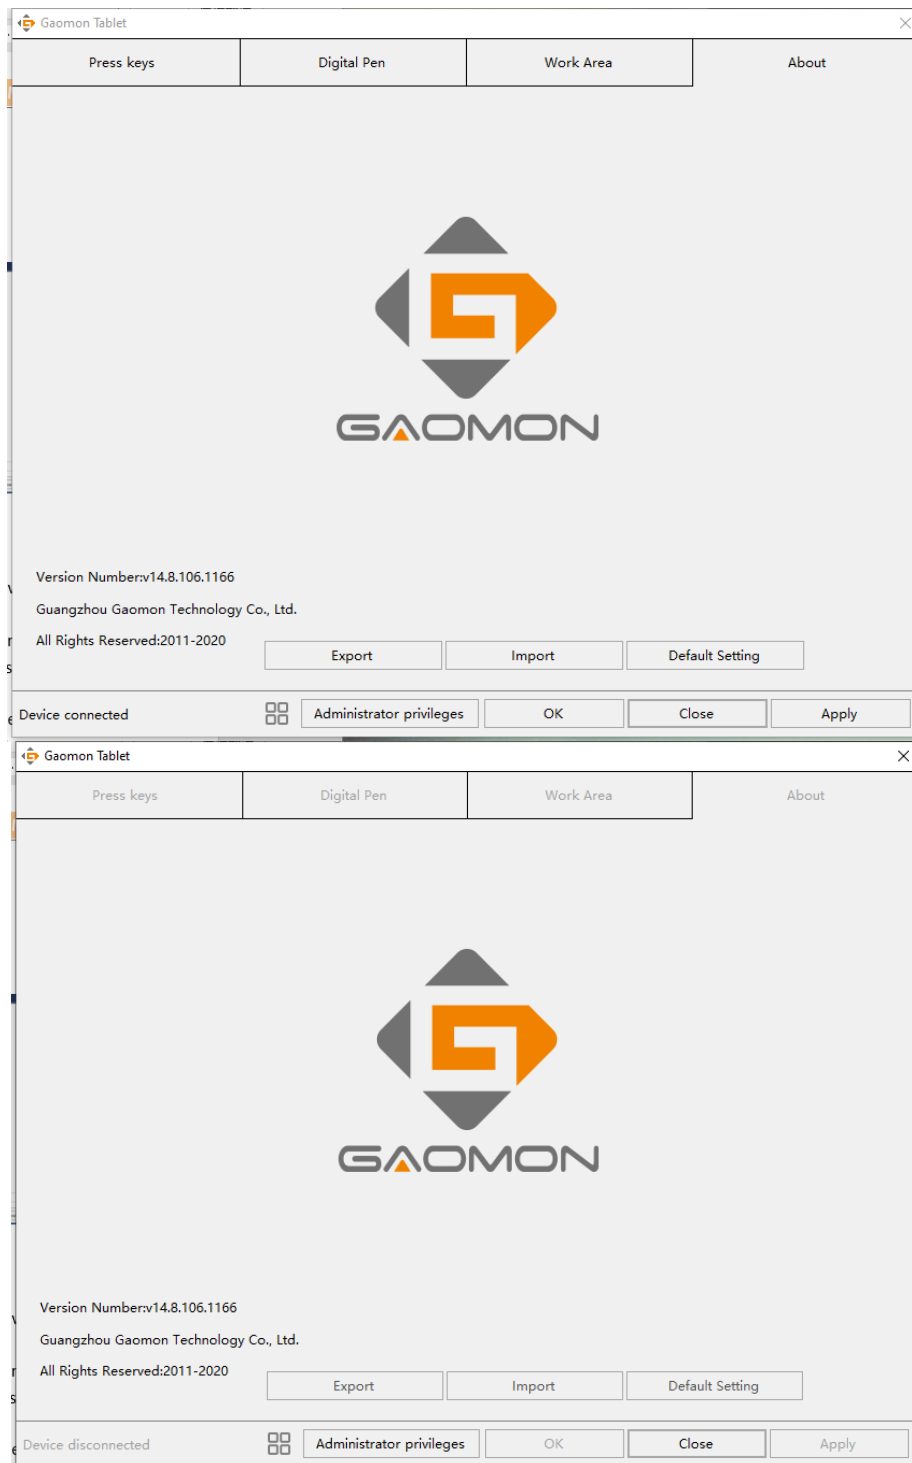 Gaomon Tablet
Press keys Digital Pen Work Area About
GAOMON
Version Number:v14.8.106.1166
Guangzhou Gaomon Technology Co., Ltd.
All Rights Reserved:2011-2020
Export Import Default Setting
Device connected Administrator privileges OK Close Apply
Gaomon Tablet
Press keys Digital Pen Work Area About
GAOMON
Version Number:v14.8.106.1166
Guangzhou Gaomon Technology Co., Ltd.
All Rights Reserved:2011-2020
Export Import Default Setting
Device disconnected Administrator privileges OK Close Apply